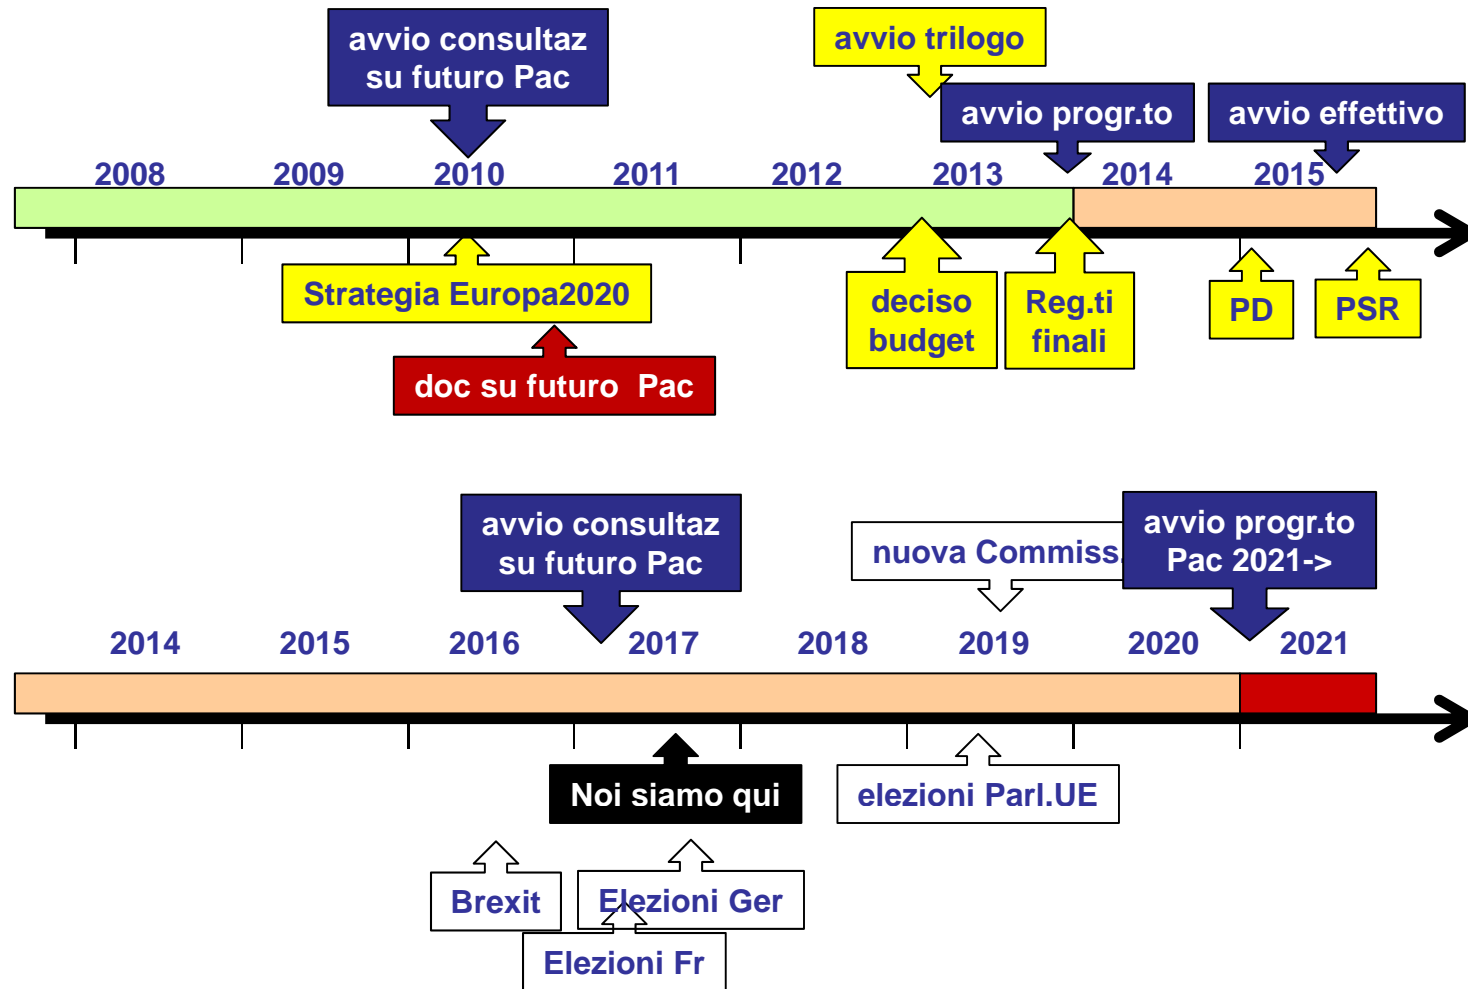 avvio consultaz
su futuro Pac
avvio trilogo
avvio progr.to
avvio effettivo
2008 2009 2010 2011 2012 2013 2014 2015
Strategia Europa2020
doc su futuro Pac
deciso
budget
Reg.ti
finali
PD
PSR
avvio consultaz
su futuro Pac
nuova Commiss.
avvio progr.to
Pac 2021->
2014 2015 2016 2017 2018 2019 2020 2021
Noi siamo qui
elezioni Parl.UE
Brexit
Elezioni Ger
Elezioni Fr